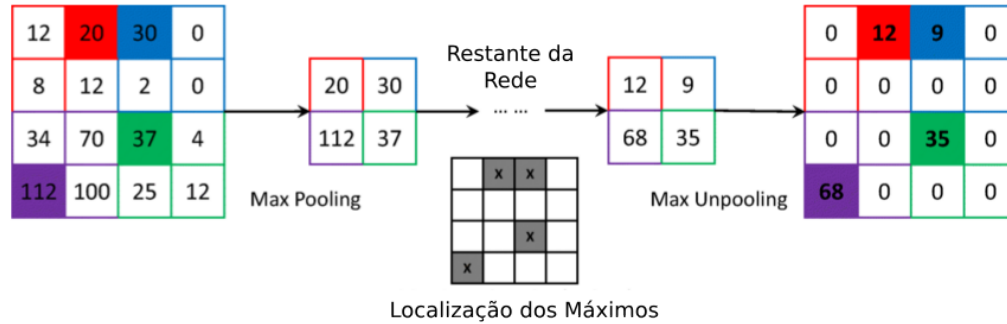 12 20 30 0
8 12 2 0
34 70 37 4
112 100 25 12
20 30
112 37
Max Pooling
Restante da
Rede
... ...
x x
x
x
Localização dos Máximos
12 9
68 35
Max Unpooling
0 12 9 0
0 0 0 0
0 0 35 0
68 0 0 0